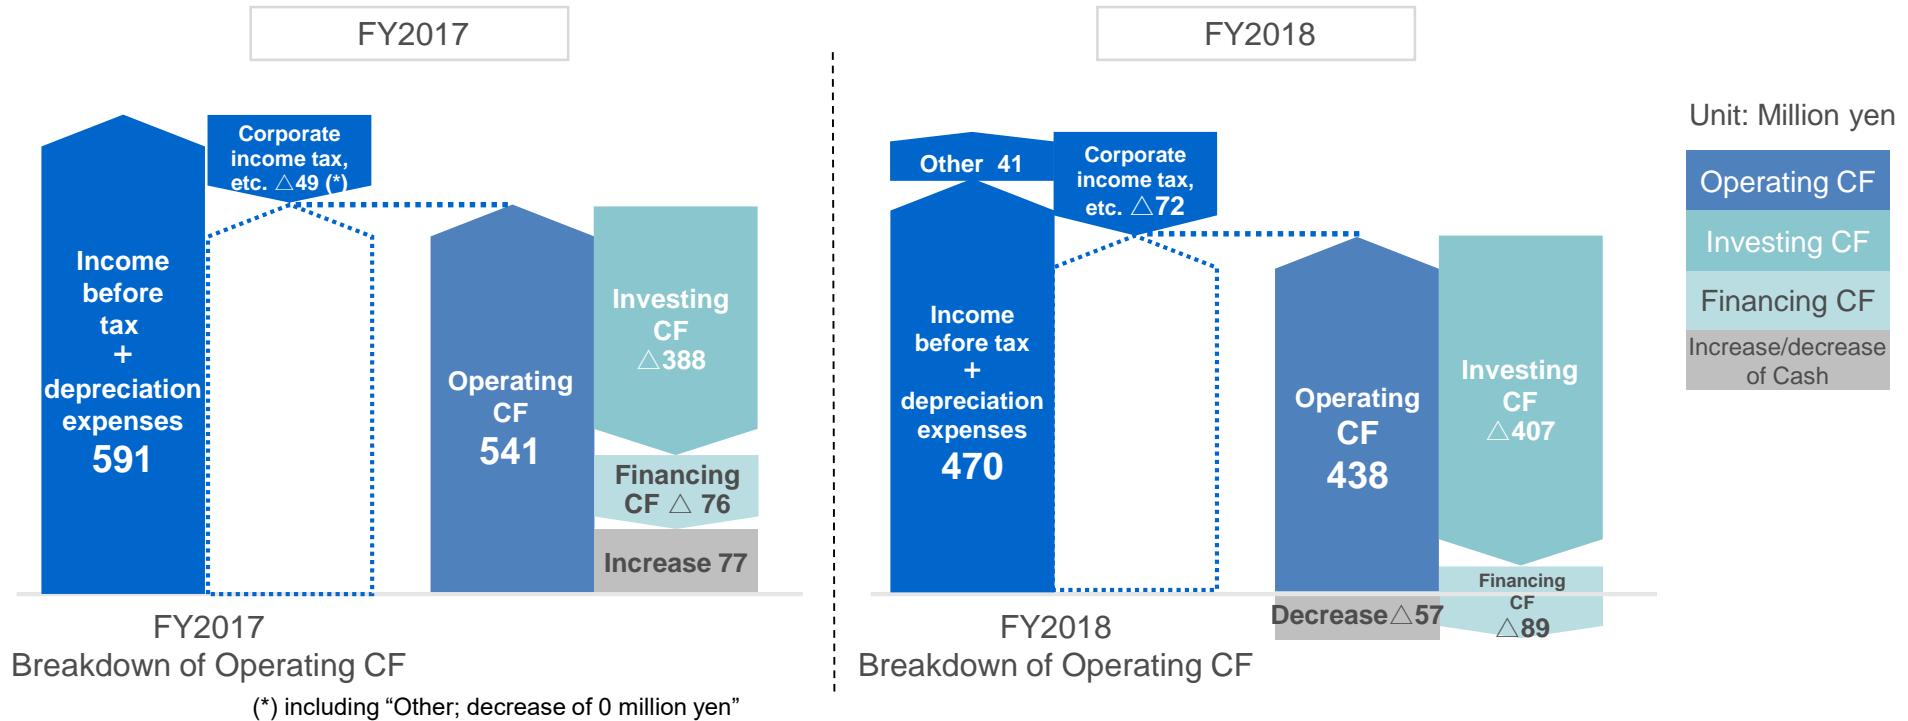 FY2017
Corporate
income tax,
etc. △49 (*)
Income
before
tax
+
depreciation
expenses
591
Operating
CF
541
Investing
CF
△388
Financing
CF △ 76
Increase 77
FY2017
Breakdown of Operating CF
(*) including “Other; decrease of 0 million yen”
FY2018
Other 41
Corporate
income tax,
etc. △72
Income
before tax
+
depreciation
expenses
470
Operating
CF
438
Investing
CF
△407
Financing
CF
△89
Decrease△57
FY2018
Breakdown of Operating CF
Unit: Million yen
Operating CF
Investing CF
Financing CF
Increase/decrease
of Cash